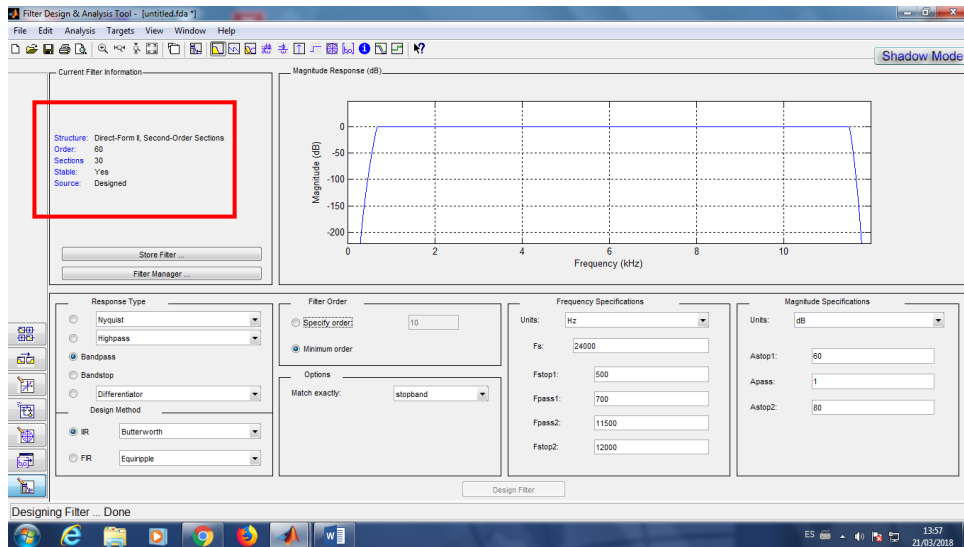 Filter Design & Analysis Tool - [untitled.fda *]
File Edit Analysis Targets View Window Help
Shadow Mode
Current Filter Information
Structure: Direct-Form II, Second-Order Sections
Order: 60
Sections 30
Stable: Yes
Source: Designed
Store Filter ...
Filter Manager ...
Magnitude Response (dB)
0
-50
-100
-150
-200
Magnitude (dB)
0 2 4 6 8 10
Frequency (kHz)
Response Type
Nyquist
Highpass
Bandpass
Bandstop
Differentiator
Design Method
IIR Butterworth
FIR Equiripple
Filter Order
Specify order: 10
Minimum order
Options
Match exactly: stopband
Frequency Specifications
Units: Hz
Fs: 24000
Fstop1: 500
Fpass1: 700
Fpass2: 11500
Fstop2: 12000
Magnitude Specifications
Units: dB
Astop1: 60
Apass: 1
Astop2: 80
Design Filter
Designing Filter ... Done
ES
13:57
21/03/2018